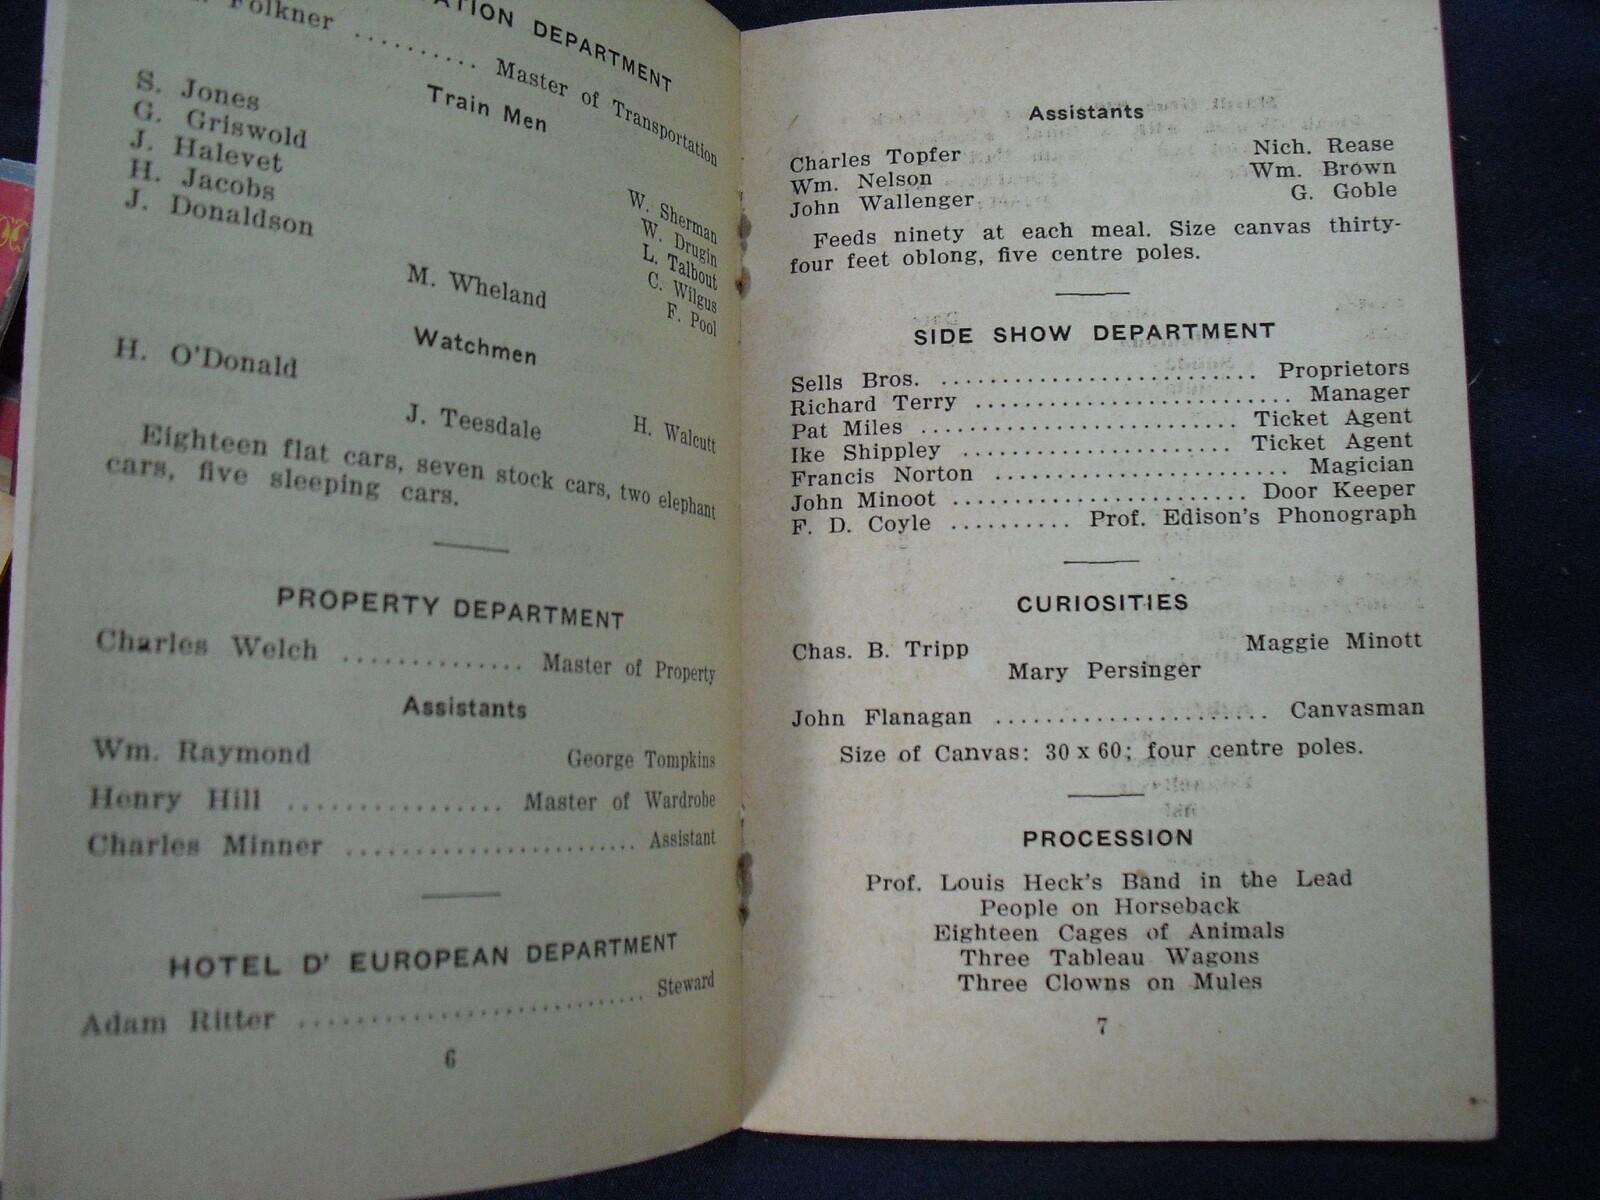 ATION DEPARTMENT
Folkner .......... Master of Transportation
Train Men
S. Jones W. Sherman
G. Griswold W. Drugin
J. Halevet L. Talbout
H. Jacobs C. Wilgus
J. Donaldson F. Pool
M. Wheland
Watchmen
H. O'Donald H. Walcutt
J. Teesdale
Eighteen flat cars, seven stock cars, two elephant
cars, five sleeping cars.
PROPERTY DEPARTMENT
Charles Welch .............. Master of Property
Assistants
Wm. Raymond George Tompkins
Henry Hill ................. Master of Wardrobe
Charles Minner ........................ Assistant
HOTEL D' EUROPEAN DEPARTMENT
Adam Ritter ............................ Steward
6
Assistants
Charles Topfer Nich. Rease
Wm. Nelson Wm. Brown
John Wallenger G. Goble
Feeds ninety at each meal. Size canvas thirty-
four feet oblong, five centre poles.
SIDE SHOW DEPARTMENT
Sells Bros. .......................... Proprietors
Richard Terry .......................... Manager
Pat Miles .......................... Ticket Agent
Ike Shippley ...................... Ticket Agent
Francis Norton ........................ Magician
John Minoot ........................ Door Keeper
F. D. Coyle .......... Prof. Edison's Phonograph
CURIOSITIES
Chas. B. Tripp Maggie Minott
Mary Persinger
John Flanagan ...................... Canvasman
Size of Canvas: 30 x 60; four centre poles.
PROCESSION
Prof. Louis Heck's Band in the Lead
People on Horseback
Eighteen Cages of Animals
Three Tableau Wagons
Three Clowns on Mules
7